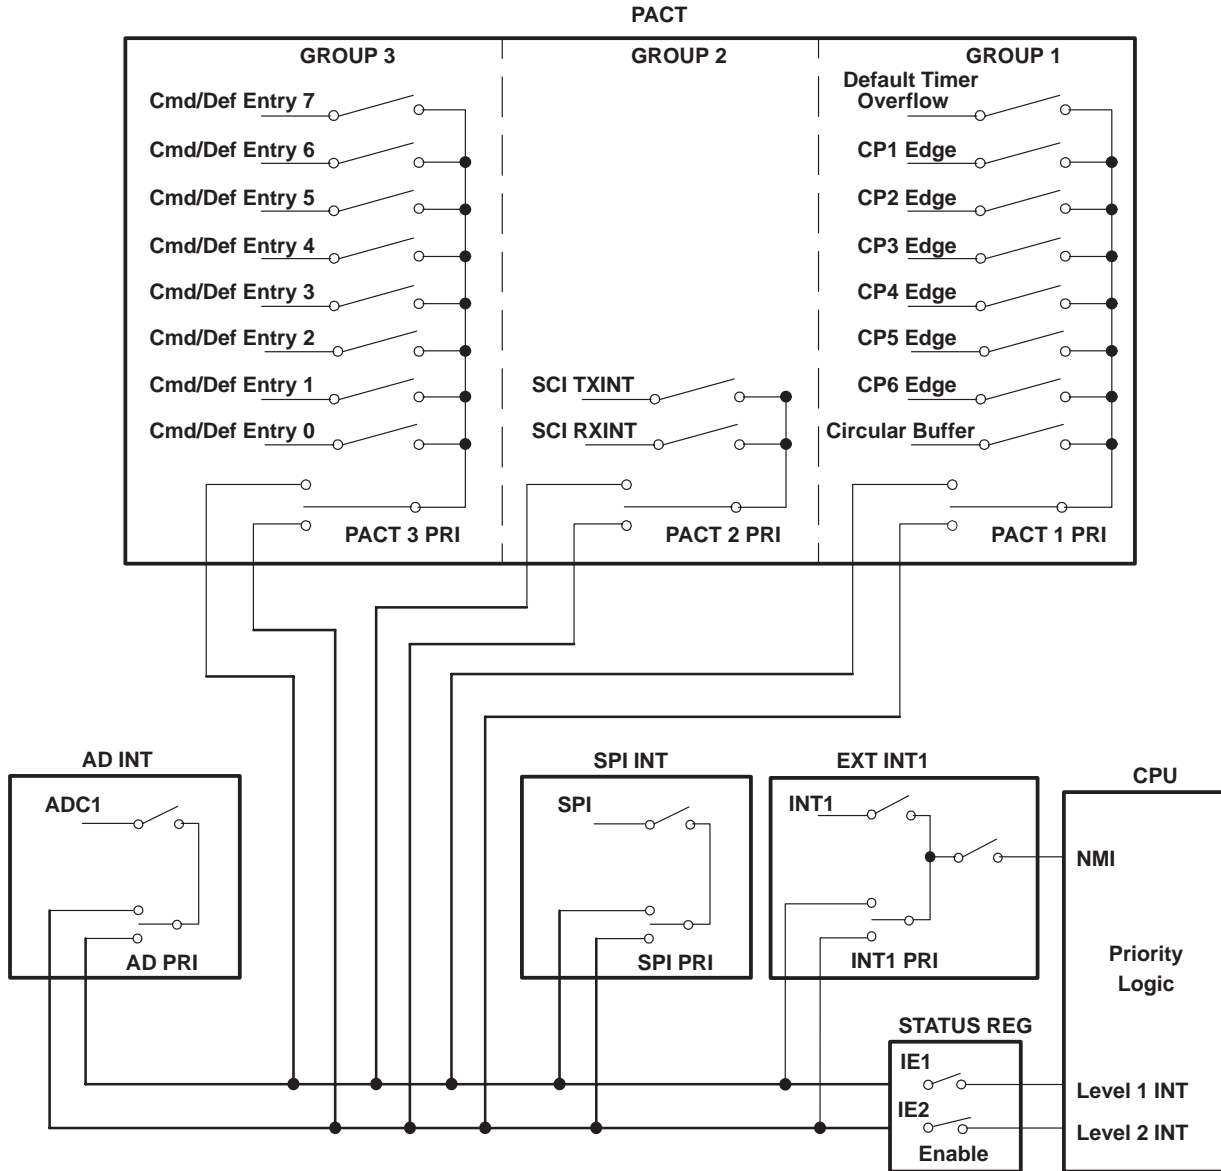 PACT
GROUP 3
GROUP 2
GROUP 1
Cmd/Def Entry 7
Cmd/Def Entry 6
Cmd/Def Entry 5
Cmd/Def Entry 4
Cmd/Def Entry 3
Cmd/Def Entry 2
Cmd/Def Entry 1
Cmd/Def Entry 0
PACT 3 PRI
SCI TXINT
SCI RXINT
PACT 2 PRI
Default Timer
Overflow
CP1 Edge
CP2 Edge
CP3 Edge
CP4 Edge
CP5 Edge
CP6 Edge
Circular Buffer
PACT 1 PRI
AD INT
ADC1
AD PRI
SPI INT
SPI
SPI PRI
EXT INT1
INT1
INT1 PRI
CPU
NMI
Priority
Logic
Level 1 INT
Level 2 INT
STATUS REG
IE1
IE2
Enable